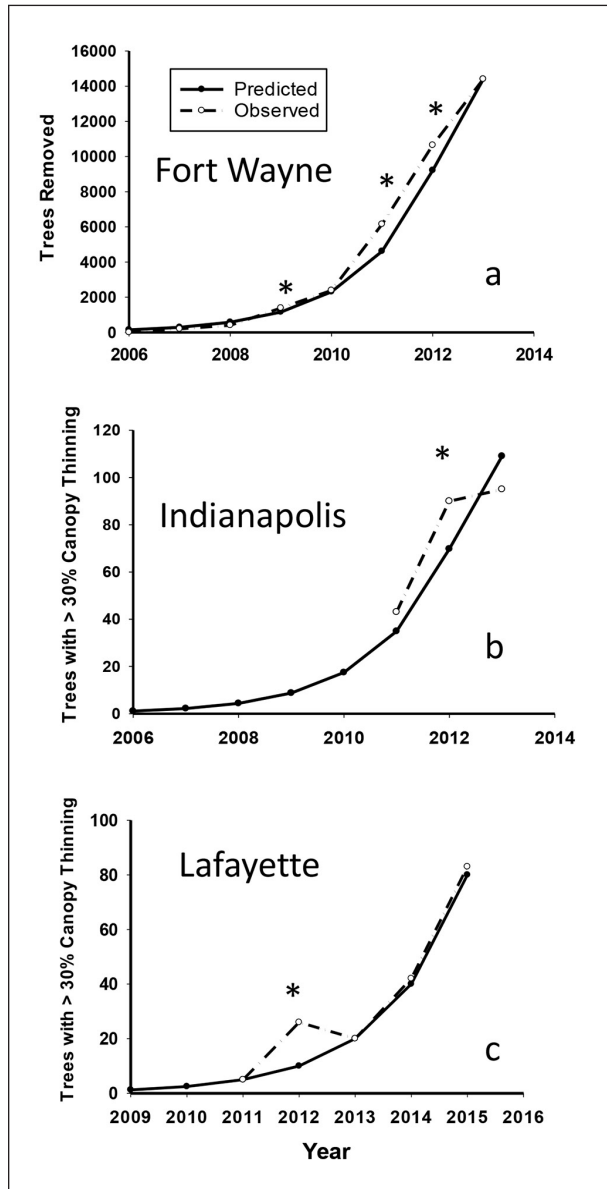 16000
14000
12000
10000
8000
6000
4000
2000
0
Trees Removed
Predicted
Observed
Fort Wayne
*
*
*
a
2006 2008 2010 2012 2014
120
100
80
60
40
20
0
Trees with > 30% Canopy Thinning
Indianapolis
*
b
2006 2008 2010 2012 2014
100
80
60
40
20
0
Trees with > 30% Canopy Thinning
Lafayette
*
c
2009 2010 2011 2012 2013 2014 2015 2016
Year